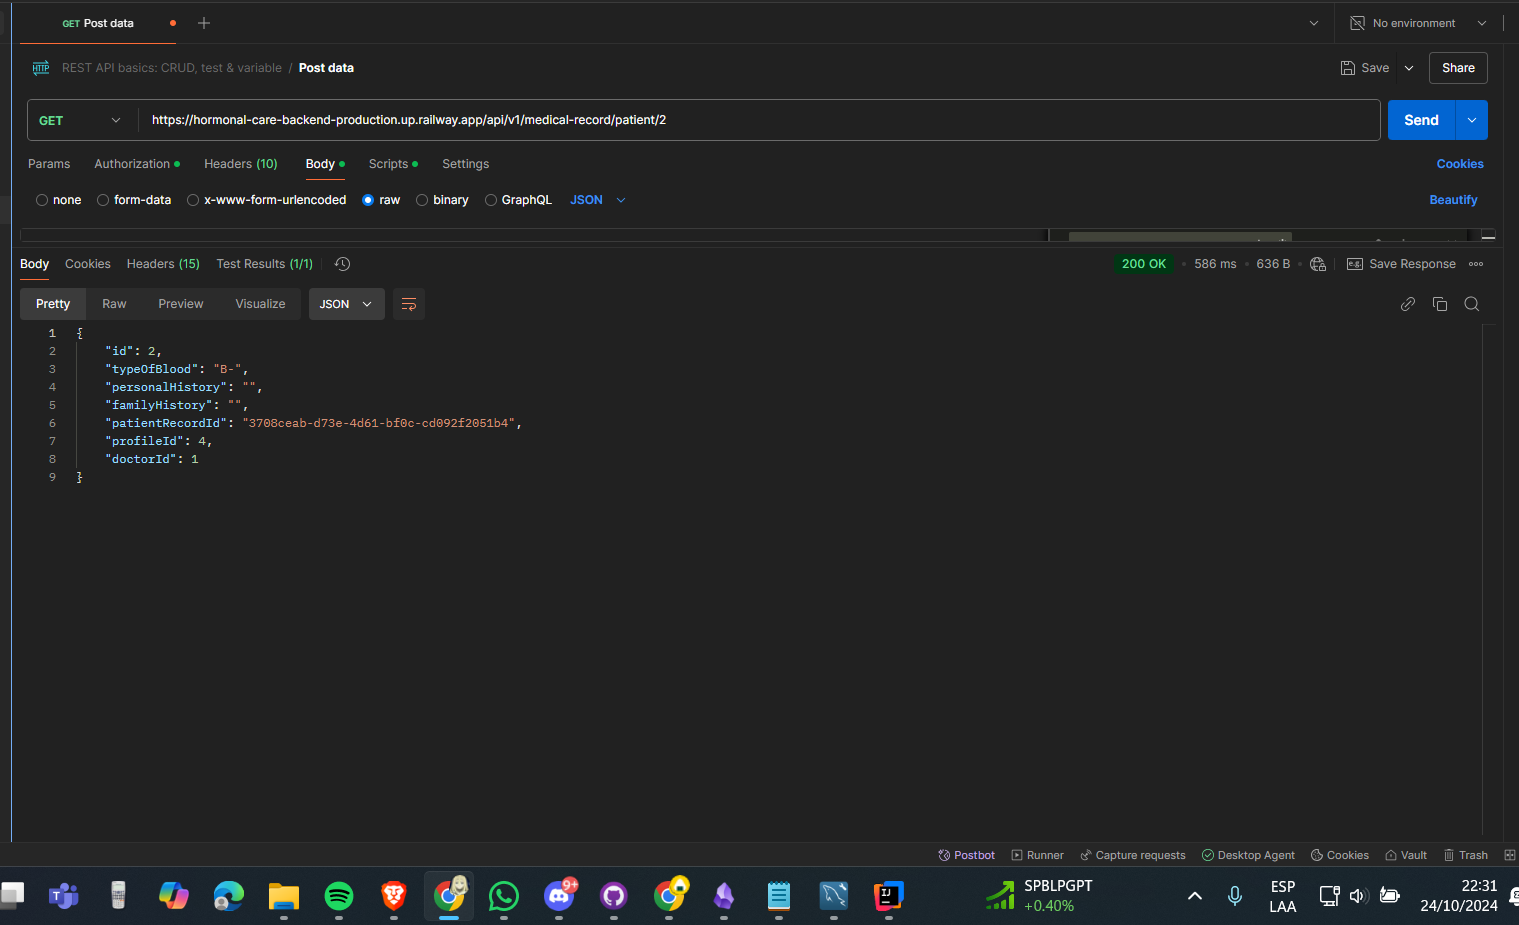 GET Post data
No environment
HTTP REST API basics: CRUD, test & variable / Post data
Save
Share
GET
https://hormonal-care-backend-production.up.railway.app/api/v1/medical-record/patient/2
Send
Params Authorization Headers (10) Body Scripts Settings
Cookies
none form-data x-www-form-urlencoded raw binary GraphQL JSON
Beautify
Body Cookies Headers (15) Test Results (1/1)
200 OK 586 ms 636 B e.g. Save Response
Pretty Raw Preview Visualize JSON
1 {
2 "id": 2,
3 "typeOfBlood": "B-",
4 "personalHistory": "",
5 "familyHistory": "",
6 "patientRecordId": "3708ceab-d73e-4d61-bf0c-cd092f2051b4",
7 "profileId": 4,
8 "doctorId": 1
9 }
Postbot Runner Capture requests Desktop Agent Cookies Vault Trash
9+
SPBLPGPT
+0.40%
ESP
LAA
22:31
24/10/2024